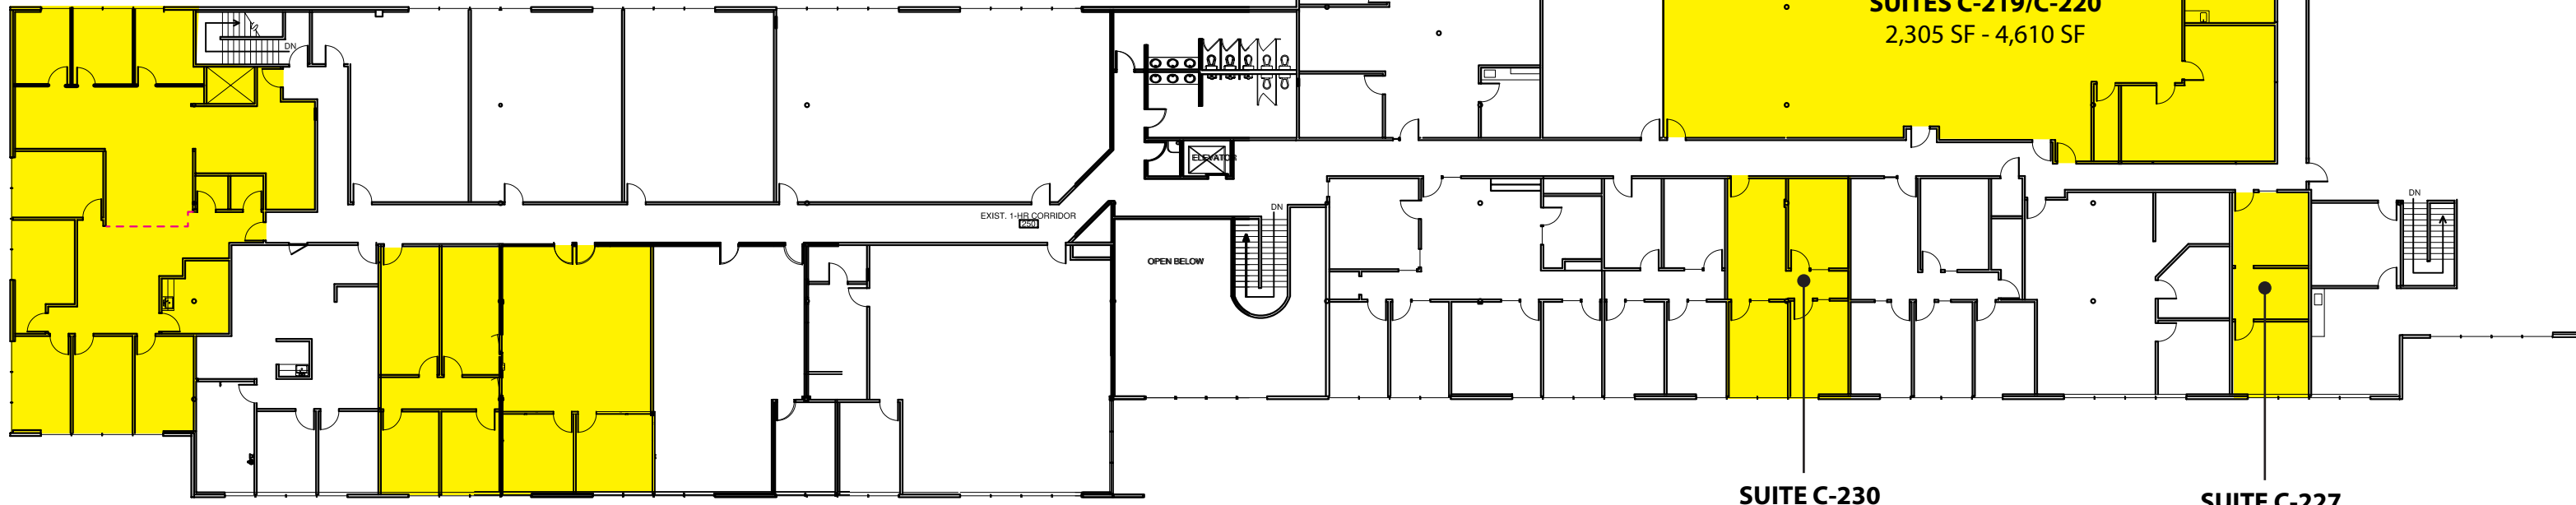 SUITES C-219/C-220
2,305 SF - 4,610 SF
DN
ELEVATOR
EXIST. 1-HR CORRIDOR
250
DN
DN
OPEN BELOW
SUITE C-230
SUITE C-227